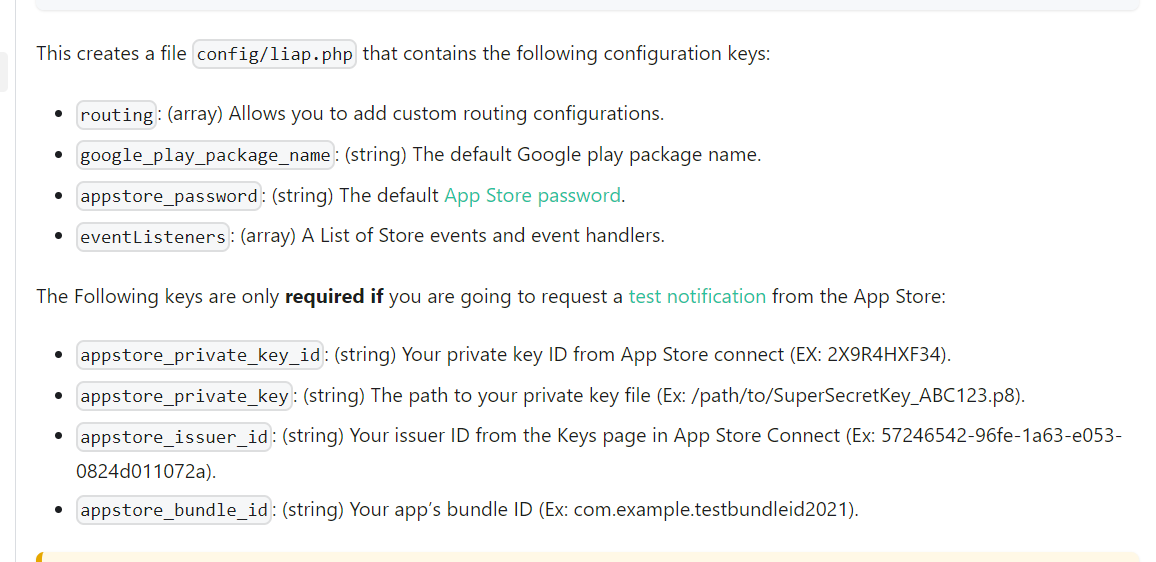 This creates a file config/liap.php that contains the following configuration keys:
routing: (array) Allows you to add custom routing configurations.
google_play_package_name: (string) The default Google play package name.
appstore_password: (string) The default App Store password.
eventListeners: (array) A List of Store events and event handlers.
The Following keys are only required if you are going to request a test notification from the App Store:
appstore_private_key_id: (string) Your private key ID from App Store connect (EX: 2X9R4HXF34).
appstore_private_key: (string) The path to your private key file (Ex: /path/to/SuperSecretKey_ABC123.p8).
appstore_issuer_id: (string) Your issuer ID from the Keys page in App Store Connect (Ex: 57246542-96fe-1a63-e053-
0824d011072a).
appstore_bundle_id: (string) Your app’s bundle ID (Ex: com.example.testbundleid2021).